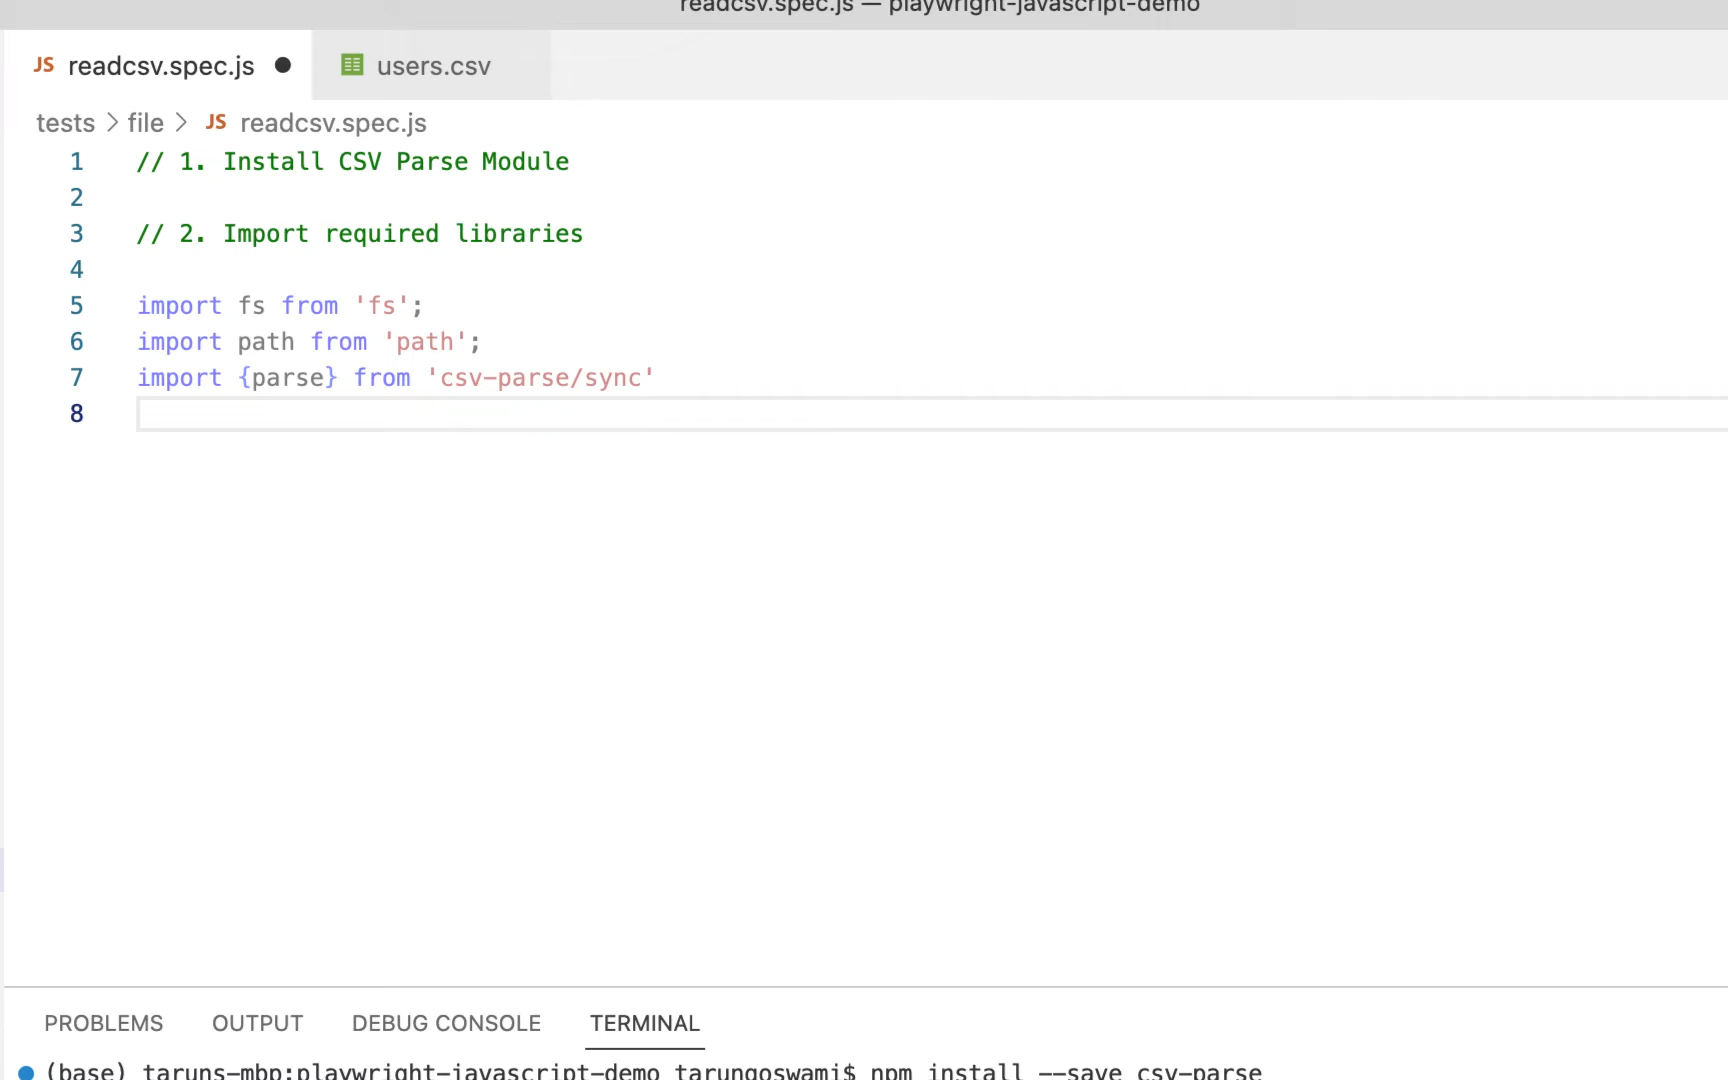 readcsv.spec.js — playwright-javascript-demo
JS readcsv.spec.js
users.csv
tests > file > JS readcsv.spec.js
1 // 1. Install CSV Parse Module
2
3 // 2. Import required libraries
4
5 import fs from 'fs';
6 import path from 'path';
7 import {parse} from 'csv-parse/sync'
8
PROBLEMS OUTPUT DEBUG CONSOLE TERMINAL
(base) taruns-mbp:playwright-javascript-demo tarungoswami$ npm install --save csv-parse